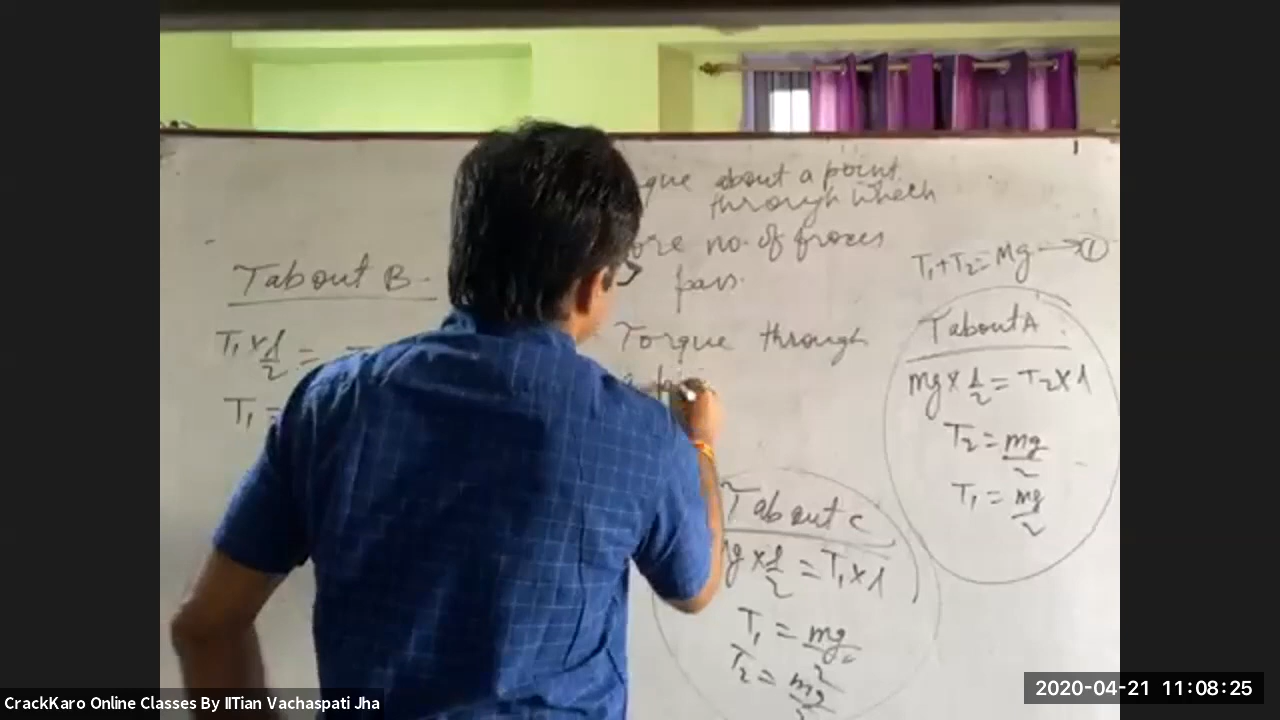 que about a point
through which
ore no. of froces
pass.
T₁+T₂=Mg→①
τ about B.
T₁×l/2=
T₁=
Torque through
τ about A.
mg×l/2=T₂×l
T₂=mg/2
T₁=mg/2
τ about C
g×l/2=T₁×l
T₁=mg/2
T₂=mg/2
CrackKaro Online Classes By IITian Vachaspati Jha
2020-04-21 11:08:25